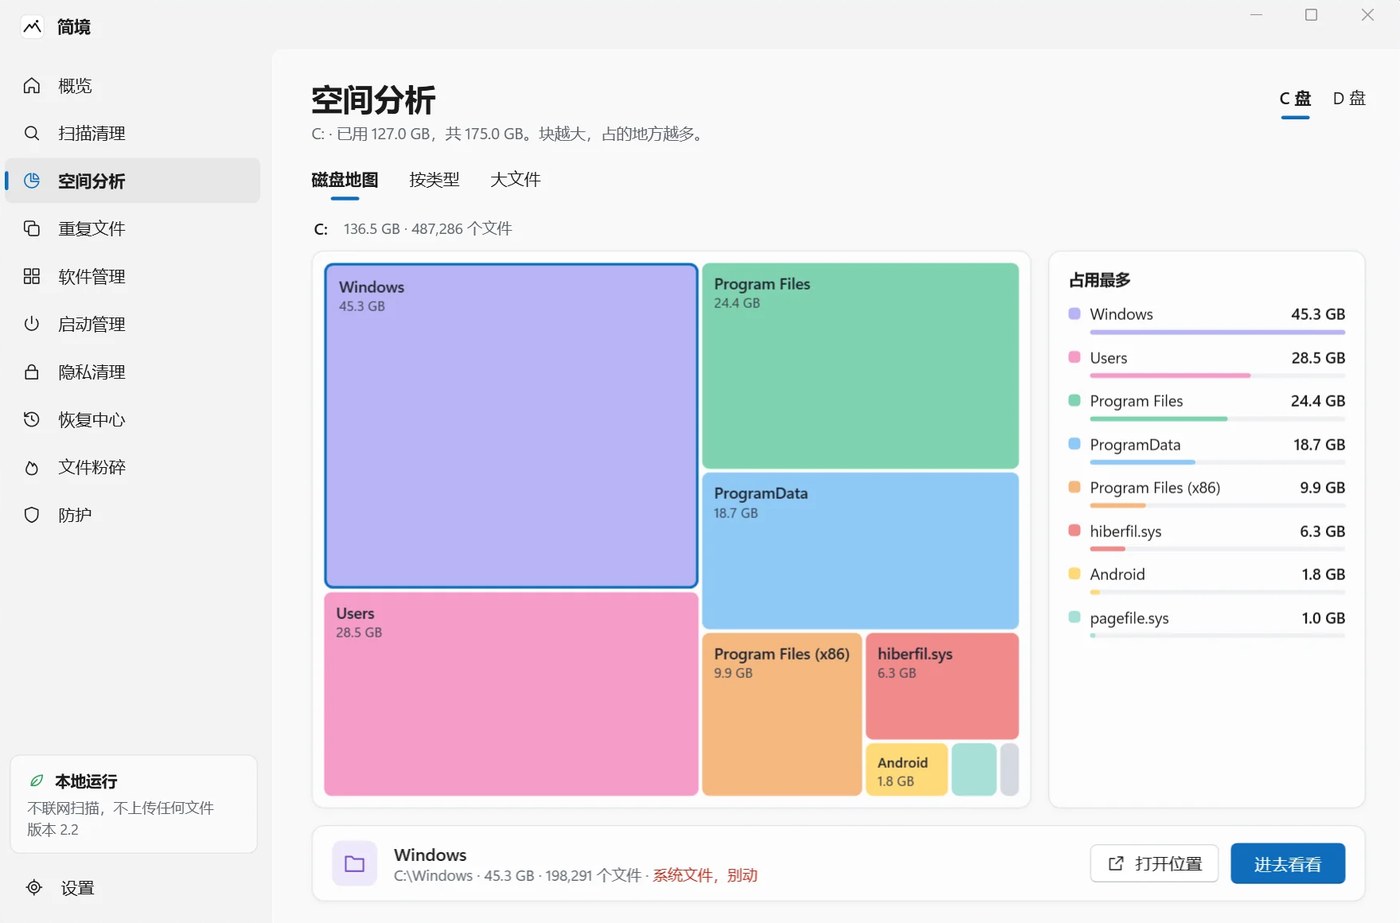 简境
概览
扫描清理
空间分析
重复文件
软件管理
启动管理
隐私清理
恢复中心
文件粉碎
防护
本地运行
不联网扫描，不上传任何文件
版本 2.2
设置
空间分析
C: · 已用 127.0 GB，共 175.0 GB。块越大，占的地方越多。
C 盘 D 盘
磁盘地图 按类型 大文件
C: 136.5 GB · 487,286 个文件
Windows
45.3 GB
Program Files
24.4 GB
ProgramData
18.7 GB
Users
28.5 GB
Program Files (x86)
9.9 GB
hiberfil.sys
6.3 GB
Android
1.8 GB
占用最多
Windows 45.3 GB
Users 28.5 GB
Program Files 24.4 GB
ProgramData 18.7 GB
Program Files (x86) 9.9 GB
hiberfil.sys 6.3 GB
Android 1.8 GB
pagefile.sys 1.0 GB
Windows
C:\Windows · 45.3 GB · 198,291 个文件 · 系统文件，别动
打开位置
进去看看